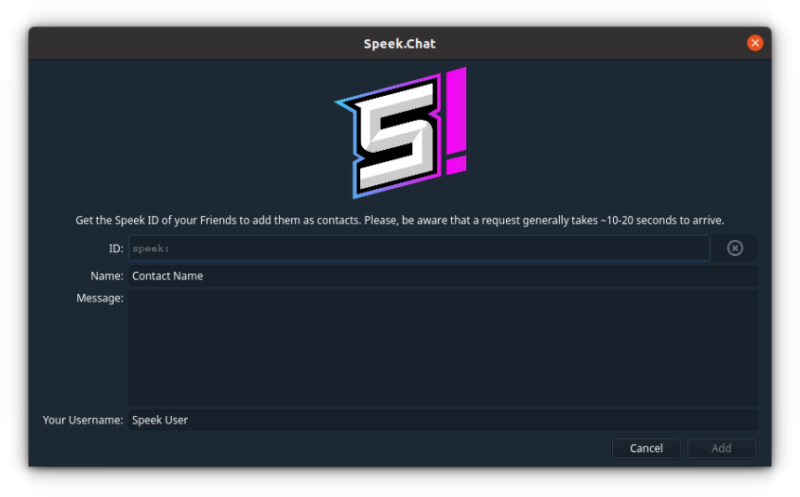 Speek.Chat
S!
Get the Speek ID of your Friends to add them as contacts. Please, be aware that a request generally takes ~10-20 seconds to arrive.
ID: speek:
Name: Contact Name
Message:
Your Username: Speek User
Cancel Add